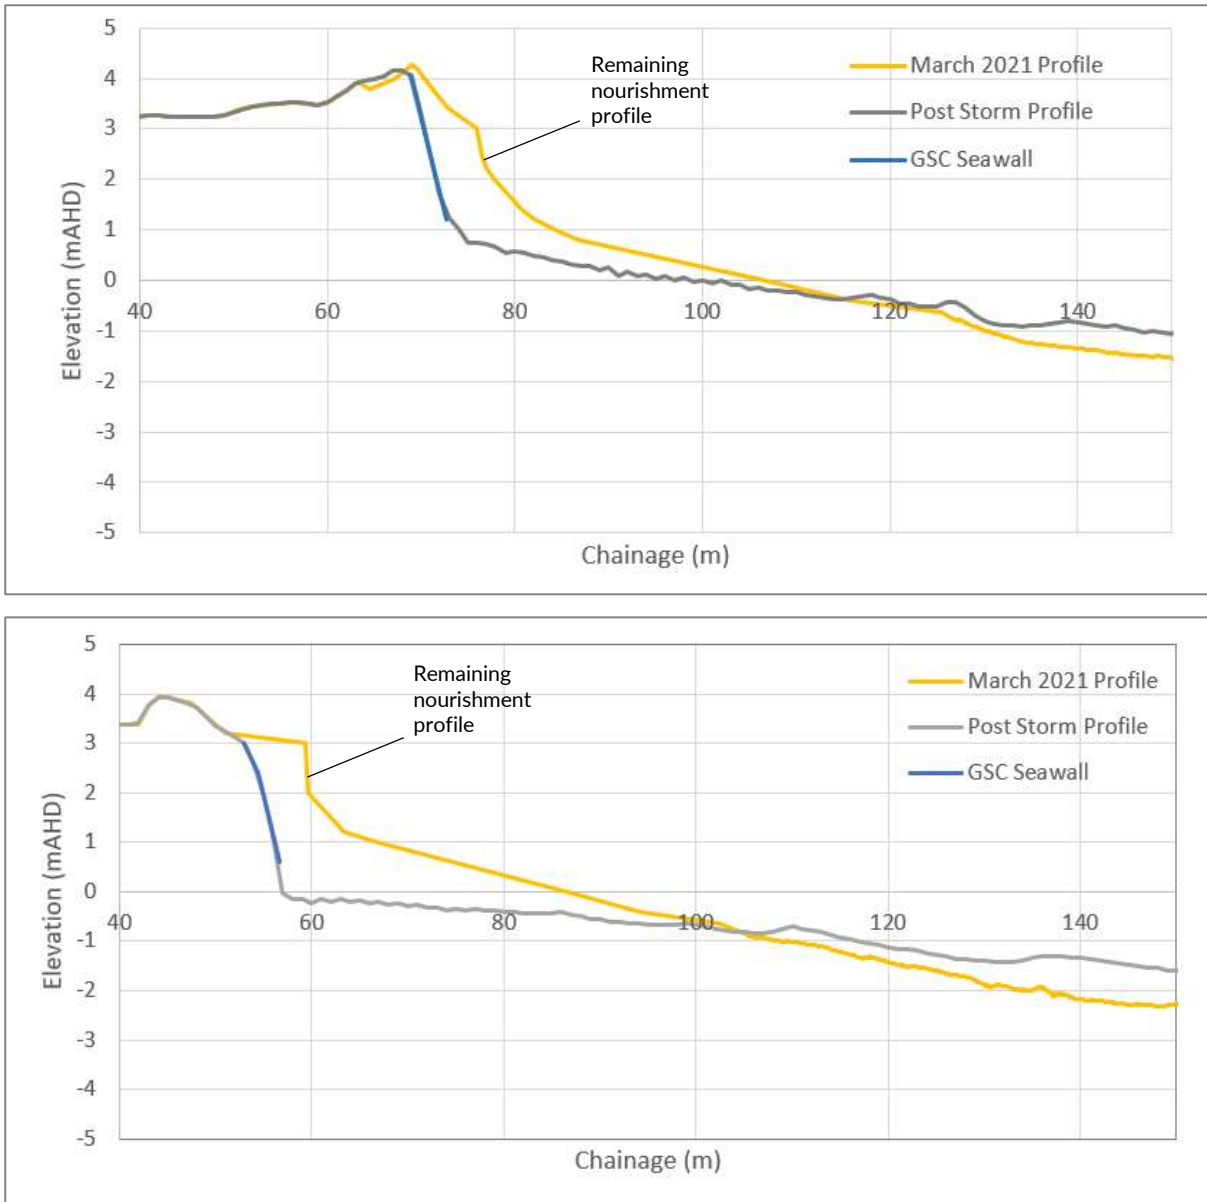 5
4
3
2
1
0
-1
-2
-3
-4
-5
Elevation (mAHD)
40
60
80
100
120
140
Chainage (m)
Remaining
nourishment
profile
March 2021 Profile
Post Storm Profile
GSC Seawall
5
4
3
2
1
0
-1
-2
-3
-4
-5
Elevation (mAHD)
40
60
80
100
120
140
Chainage (m)
Remaining
nourishment
profile
March 2021 Profile
Post Storm Profile
GSC Seawall